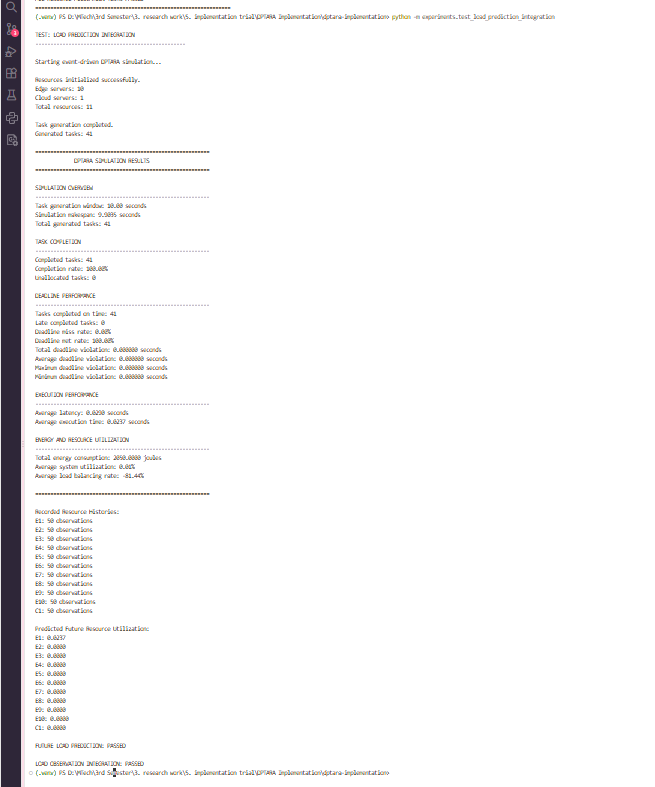 ============================================================
(.venv) PS D:\MTech\3rd Semester\3. research work\5. implementation trial\DPTARA implementation\dptara-implementation> python -m experiments.test_load_prediction_integration
TEST: LOAD PREDICTION INTEGRATION
--------------------------------------------------
Starting event-driven DPTARA simulation...
Resources initialized successfully.
Edge servers: 10
Cloud servers: 1
Total resources: 11
Task generation completed.
Generated tasks: 41
==========================================================
DPTARA SIMULATION RESULTS
==========================================================
SIMULATION OVERVIEW
----------------------------------------------------------
Task generation window: 10.00 seconds
Simulation makespan: 9.9035 seconds
Total generated tasks: 41
TASK COMPLETION
----------------------------------------------------------
Completed tasks: 41
Completion rate: 100.00%
Unallocated tasks: 0
DEADLINE PERFORMANCE
----------------------------------------------------------
Tasks completed on time: 41
Late completed tasks: 0
Deadline miss rate: 0.00%
Deadline met rate: 100.00%
Total deadline violation: 0.000000 seconds
Average deadline violation: 0.000000 seconds
Maximum deadline violation: 0.000000 seconds
Minimum deadline violation: 0.000000 seconds
EXECUTION PERFORMANCE
----------------------------------------------------------
Average latency: 0.0290 seconds
Average execution time: 0.0237 seconds
ENERGY AND RESOURCE UTILIZATION
----------------------------------------------------------
Total energy consumption: 2050.0000 joules
Average system utilization: 0.01%
Average load balancing rate: -81.44%
==========================================================
Recorded Resource Histories:
E1: 50 observations
E2: 50 observations
E3: 50 observations
E4: 50 observations
E5: 50 observations
E6: 50 observations
E7: 50 observations
E8: 50 observations
E9: 50 observations
E10: 50 observations
C1: 50 observations
Predicted Future Resource Utilization:
E1: 0.0237
E2: 0.0000
E3: 0.0000
E4: 0.0000
E5: 0.0000
E6: 0.0000
E7: 0.0000
E8: 0.0000
E9: 0.0000
E10: 0.0000
C1: 0.0000
FUTURE LOAD PREDICTION: PASSED
LOAD OBSERVATION INTEGRATION: PASSED
(.venv) PS D:\MTech\3rd Semester\3. research work\5. implementation trial\DPTARA implementation\dptara-implementation>